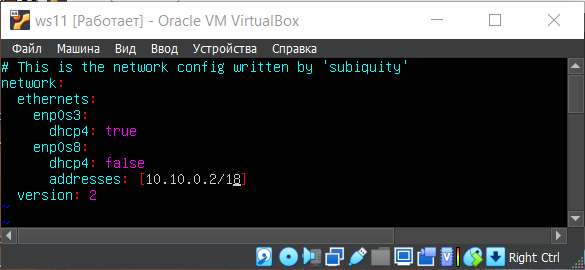 ws11 [Работает] - Oracle VM VirtualBox
Файл Машина Вид Ввод Устройства Справка
# This is the network config written by 'subiquity'
network:
  ethernets:
    enp0s3:
      dhcp4: true
    enp0s8:
      dhcp4: false
      addresses: [10.10.0.2/18]
  version: 2
~
~
Right Ctrl